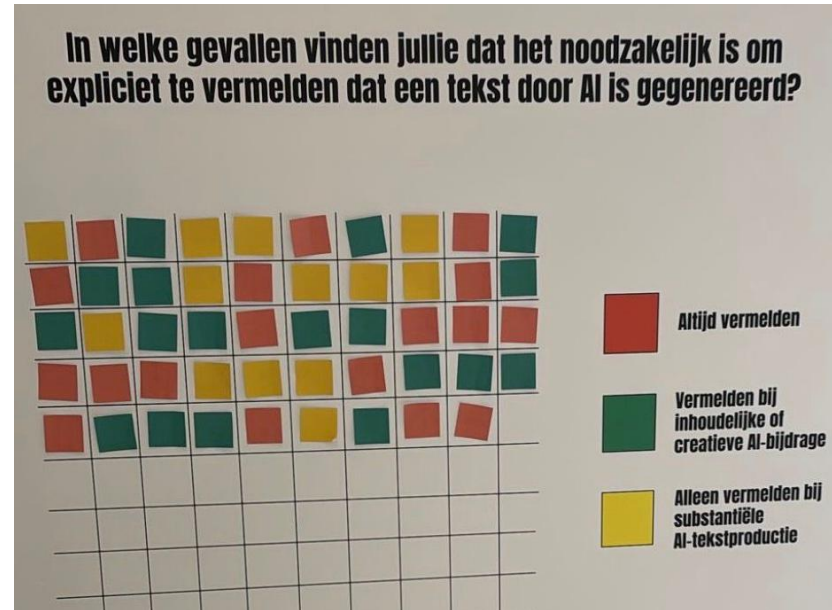 In welke gevallen vinden jullie dat het noodzakelijk is om
expliciet te vermelden dat een tekst door AI is gegenereerd?
Altijd vermelden
Vermelden bij
inhoudelijke of
creatieve AI-bijdrage
Alleen vermelden bij
substantiële
AI-tekstproductie